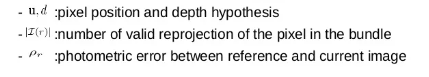 - u, d :pixel position and depth hypothesis
- |𝓘(r)| :number of valid reprojection of the pixel in the bundle
- ρᵣ :photometric error between reference and current image